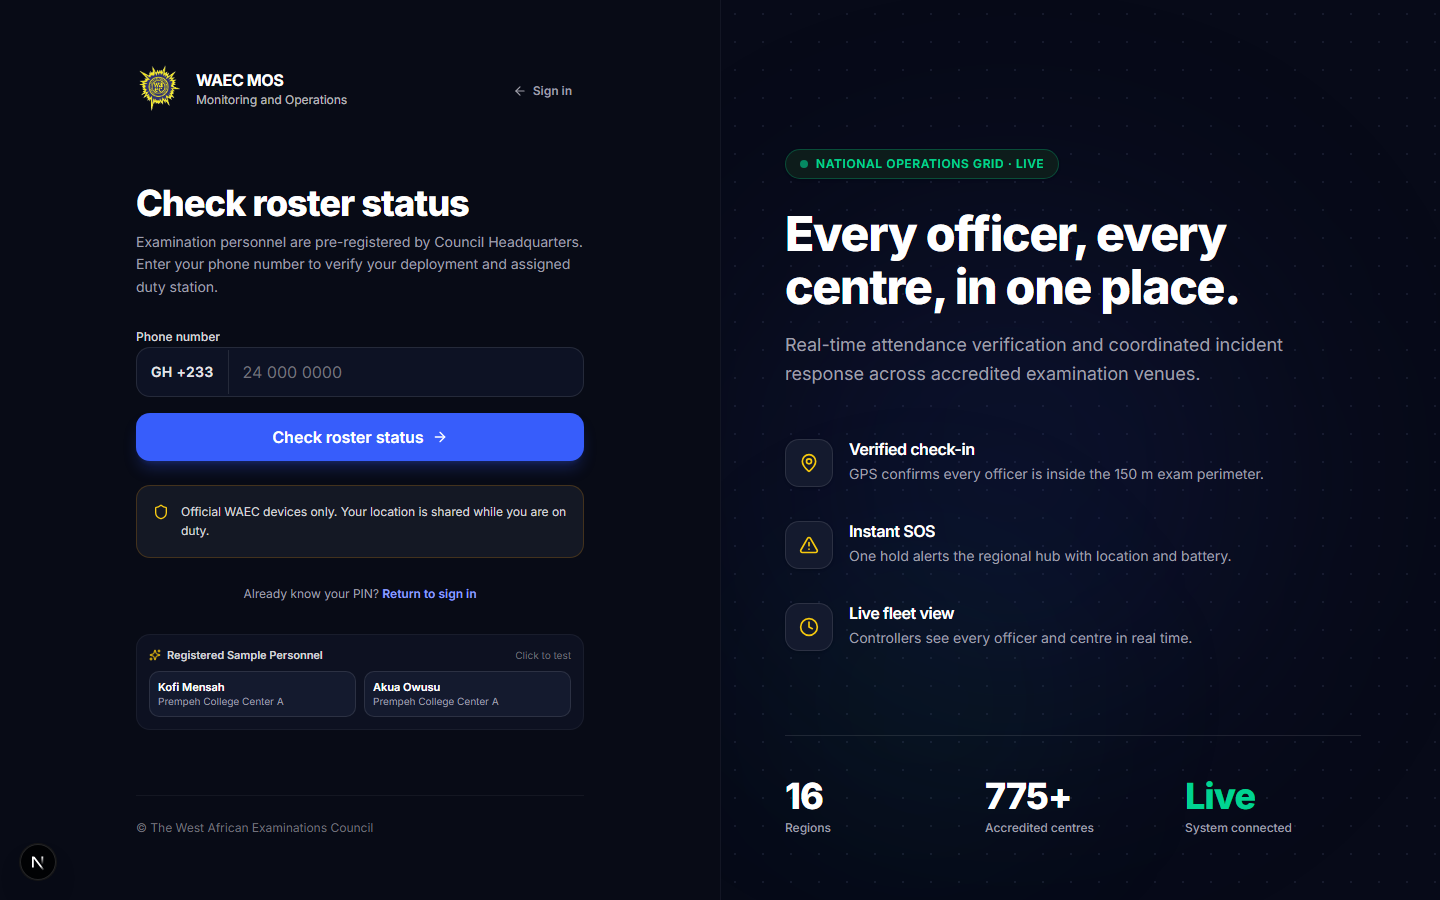 WAEC MOS
Monitoring and Operations
← Sign in
Check roster status
Examination personnel are pre-registered by Council Headquarters.
Enter your phone number to verify your deployment and assigned
duty station.
Phone number
GH +233
24 000 0000
Check roster status →
Official WAEC devices only. Your location is shared while you are on
duty.
Already know your PIN? Return to sign in
Registered Sample Personnel
Click to test
Kofi Mensah
Prempeh College Center A
Akua Owusu
Prempeh College Center A
© The West African Examinations Council
N
NATIONAL OPERATIONS GRID · LIVE
Every officer, every
centre, in one place.
Real-time attendance verification and coordinated incident
response across accredited examination venues.
Verified check-in
GPS confirms every officer is inside the 150 m exam perimeter.
Instant SOS
One hold alerts the regional hub with location and battery.
Live fleet view
Controllers see every officer and centre in real time.
16
Regions
775+
Accredited centres
Live
System connected